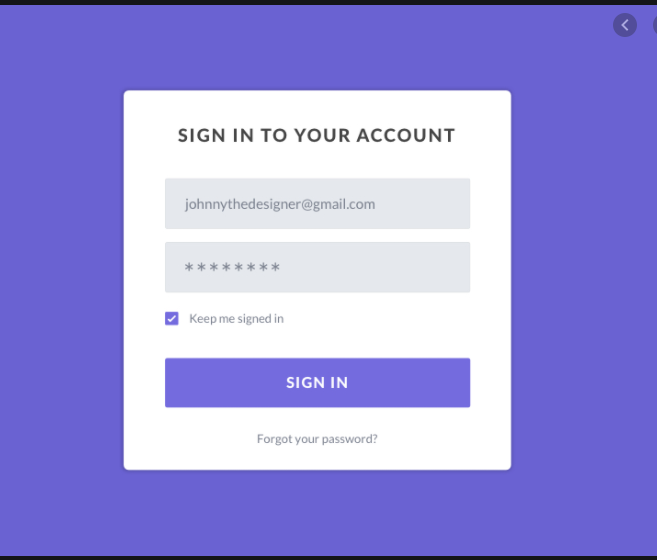 SIGN IN TO YOUR ACCOUNT
johnnythedesigner@gmail.com
********
Keep me signed in
SIGN IN
Forgot your password?